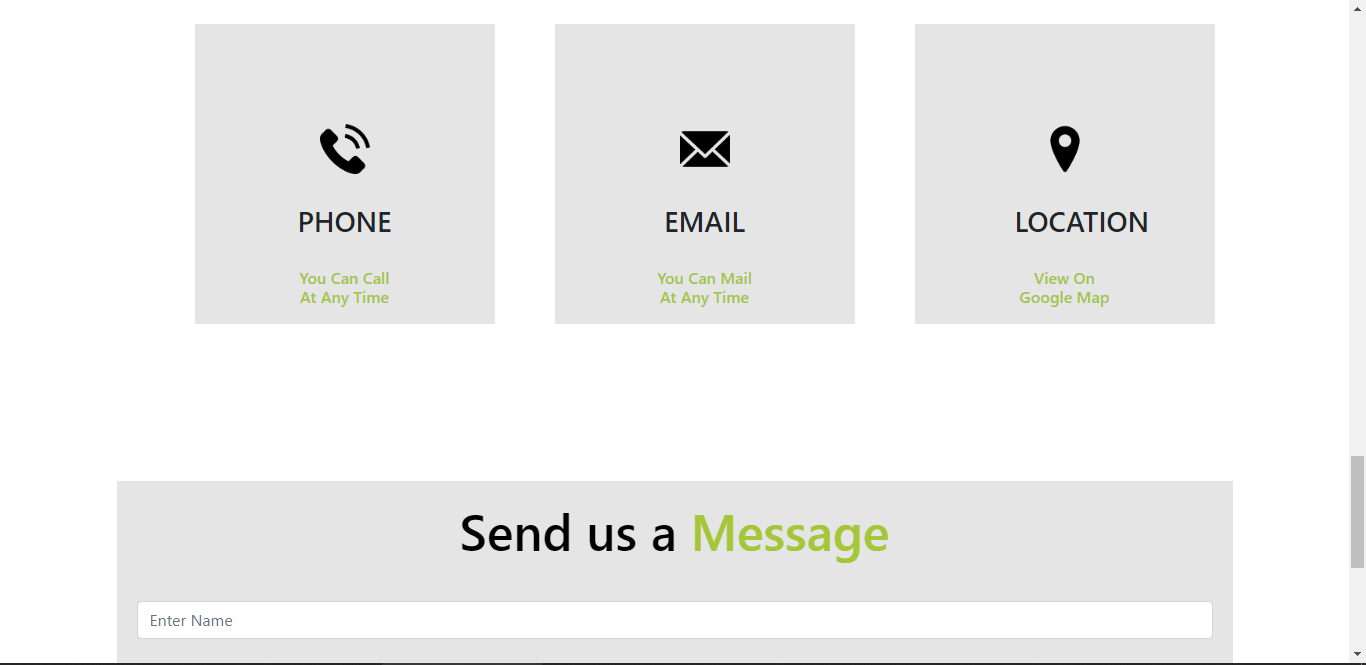 PHONE
You Can Call
At Any Time
EMAIL
You Can Mail
At Any Time
LOCATION
View On
Google Map
Send us a Message
Enter Name